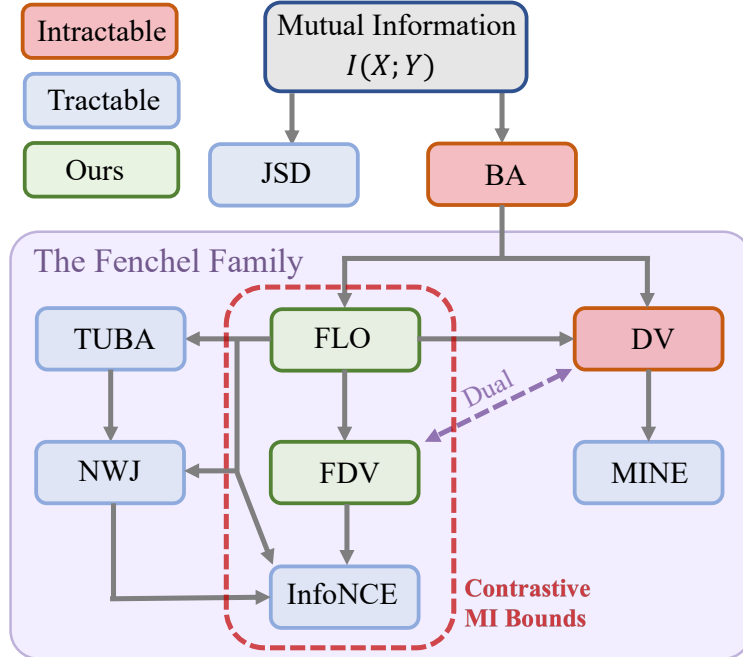 Intractable
Tractable
Ours
Mutual Information
I(X;Y)
JSD
BA
The Fenchel Family
TUBA
FLO
DV
Dual
NWJ
FDV
MINE
InfoNCE
Contrastive
MI Bounds